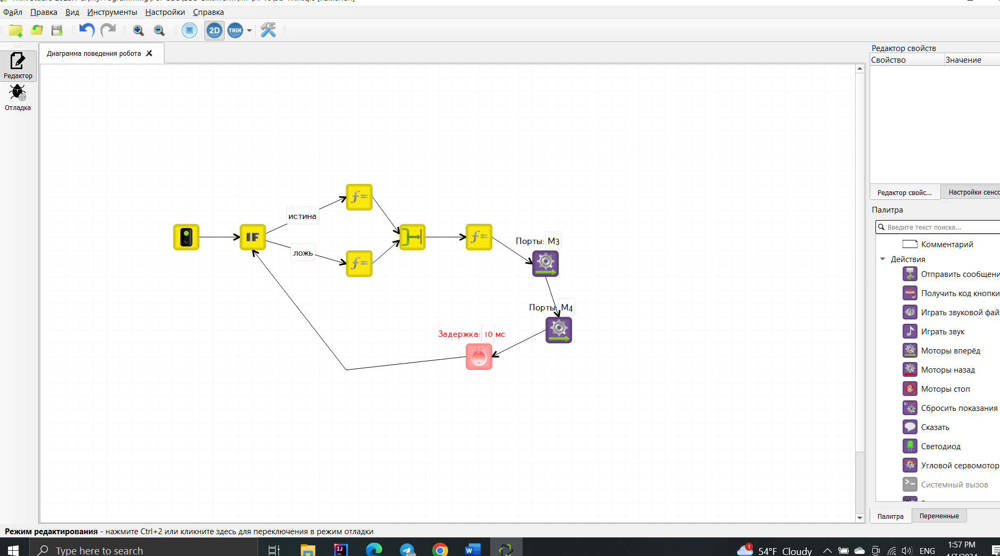 Файл Правка Вид Инструменты Настройки Справка
2D TRIK
Диаграмма поведения робота
Редактор
Отладка
истина
IF
ложь
f=
f=
f=
Порты: M3
Порты: M4
Задержка: 10 мс
Редактор свойств
Свойство Значение
Редактор свойс... Настройки сенсо
Палитра
Введите текст поиска...
Комментарий
Действия
Отправить сообщени
Получить код кнопки
Играть звуковой фай
Играть звук
Моторы вперёд
Моторы назад
Моторы стоп
Сбросить показания
Сказать
Светодиод
Угловой сервомотор
Системный вызов
Палитра Переменные
Режим редактирования - нажмите Ctrl+2 или кликните здесь для переключения в режим отладки
Type here to search
1 54°F Cloudy ENG 1:57 PM